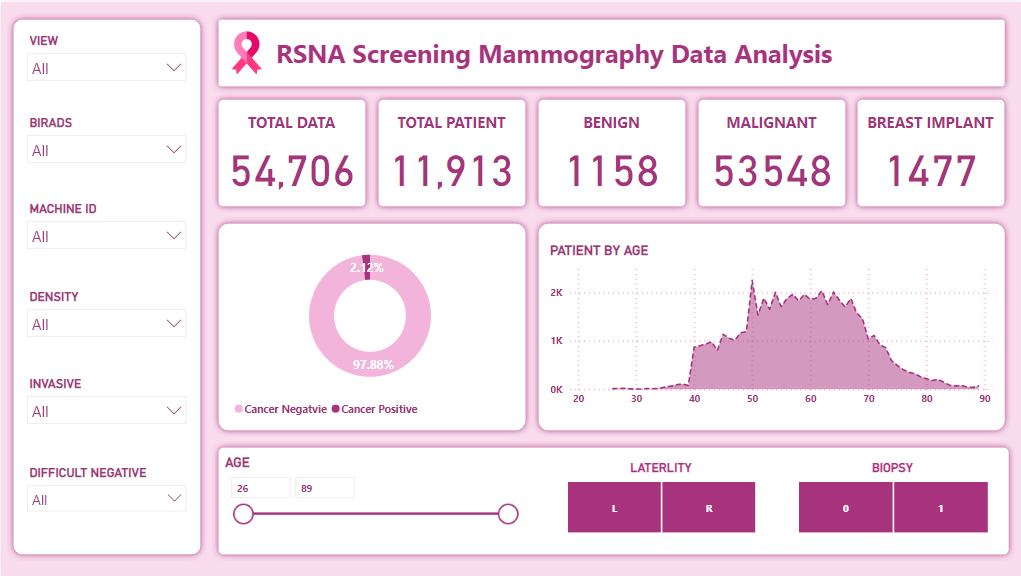 VIEW
All
BIRADS
All
MACHINE ID
All
DENSITY
All
INVASIVE
All
DIFFICULT NEGATIVE
All
RSNA Screening Mammography Data Analysis
TOTAL DATA
54,706
TOTAL PATIENT
11,913
BENIGN
1158
MALIGNANT
53548
BREAST IMPLANT
1477
2.12%
97.88%
Cancer Negatvie Cancer Positive
PATIENT BY AGE
2K
1K
0K
20 30 40 50 60 70 80 90
AGE
26 89
LATERLITY
L R
BIOPSY
0 1